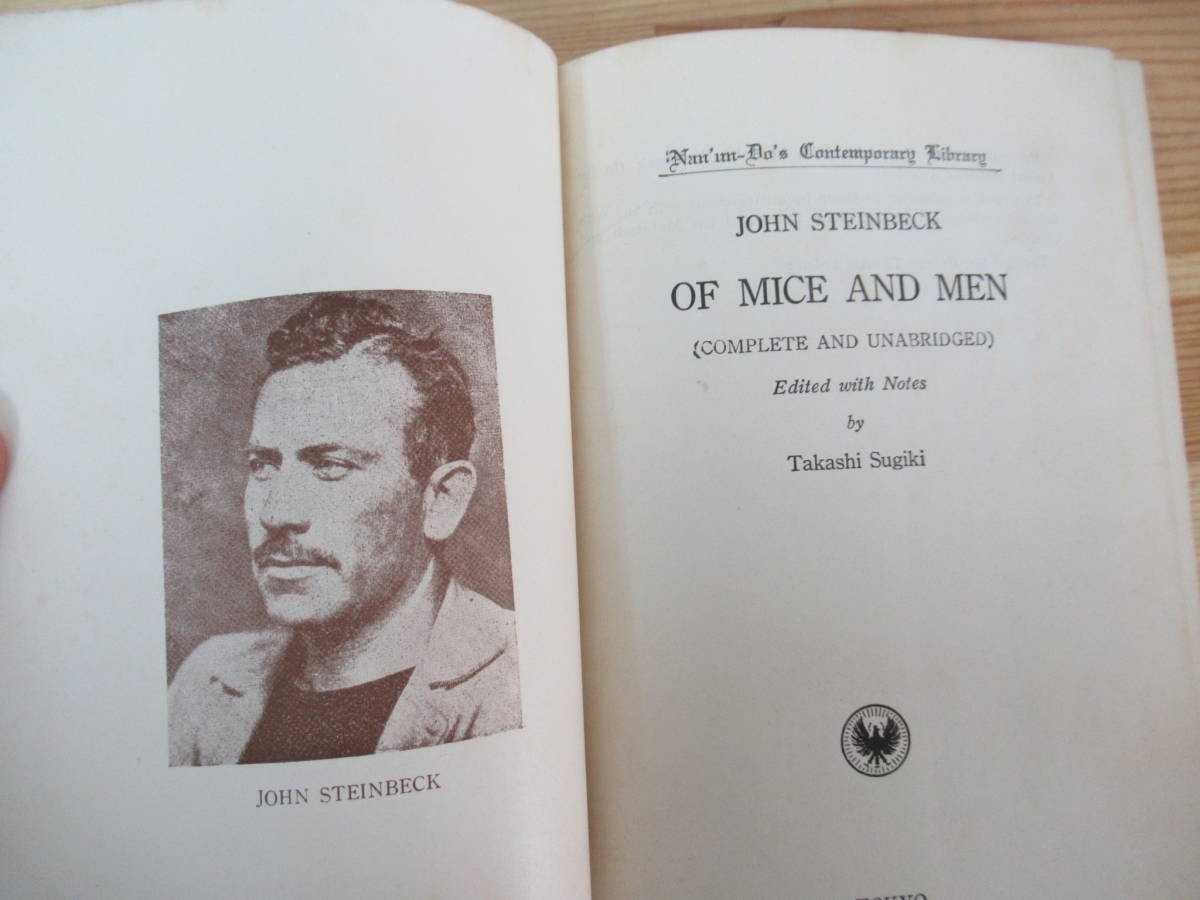 JOHN STEINBECK
Nan'un-Do's Contemporary Library
JOHN STEINBECK
OF MICE AND MEN
(COMPLETE AND UNABRIDGED)
Edited with Notes
by
Takashi Sugiki
TOKYO